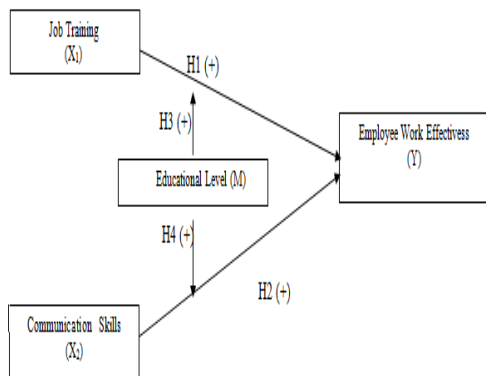 Job Training
(X₁)
H1 (+)
H3 (+)
Employee Work Effectivess
(Y)
Educational Level (M)
H4 (+)
H2 (+)
Communication Skills
(X₂)